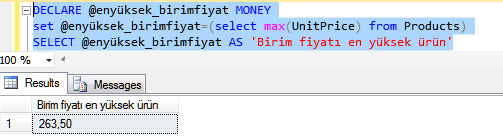 DECLARE @enyüksek_birimfiyat MONEY
set @enyüksek_birimfiyat=(select max(UnitPrice) from Products)
SELECT @enyüksek_birimfiyat AS 'Birim fiyatı en yüksek ürün'
100 %
Results Messages
Birim fiyatı en yüksek ürün
1 263,50